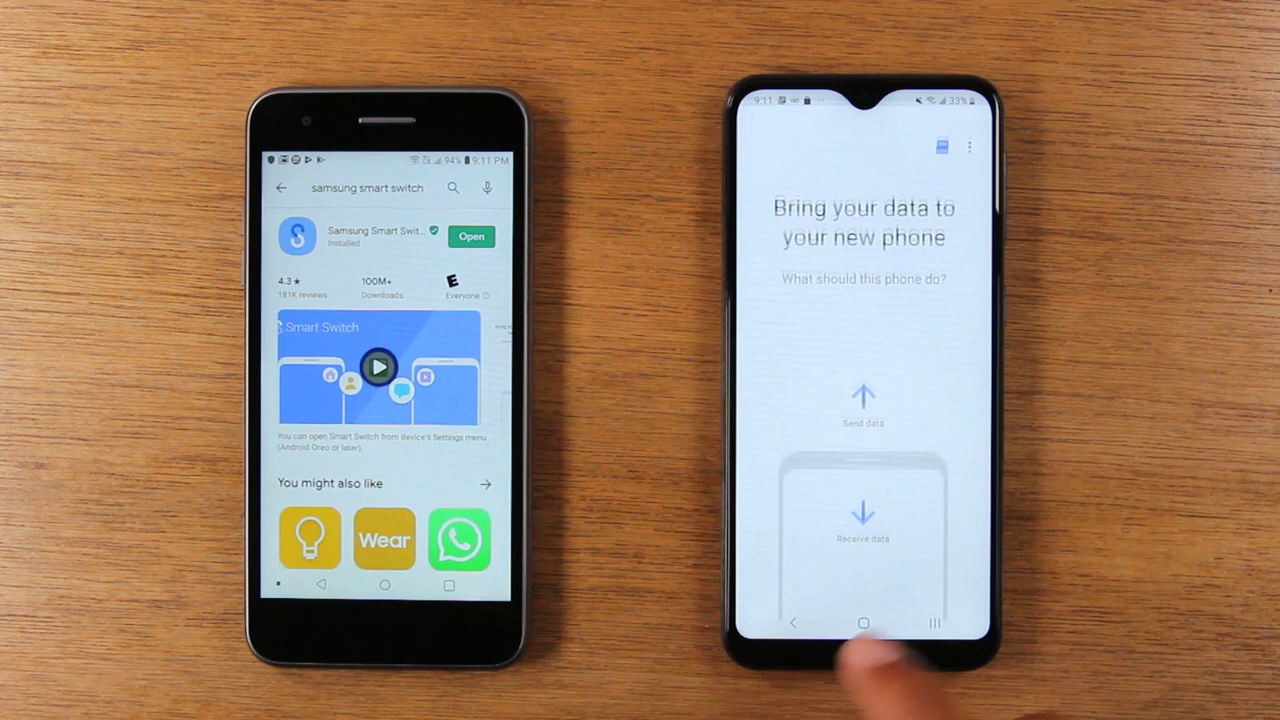 94% 9:11 PM
samsung smart switch
Samsung Smart Swit...
Installed
Open
4.3★
181K reviews
100M+
Downloads
E
Everyone
Smart Switch
You can open Smart Switch from device's Settings menu
(Android Oreo or later).
You might also like
Wear
9:11
33%
Bring your data to
your new phone
What should this phone do?
Send data
Receive data